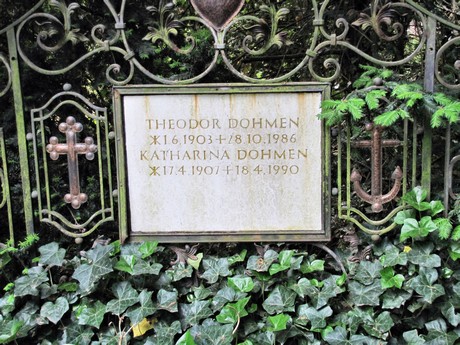 THEODOR DOHMEN
⚹1.6.1903+8.10.1986
KATHARINA DOHMEN
⚹17.4.1907+18.4.1990